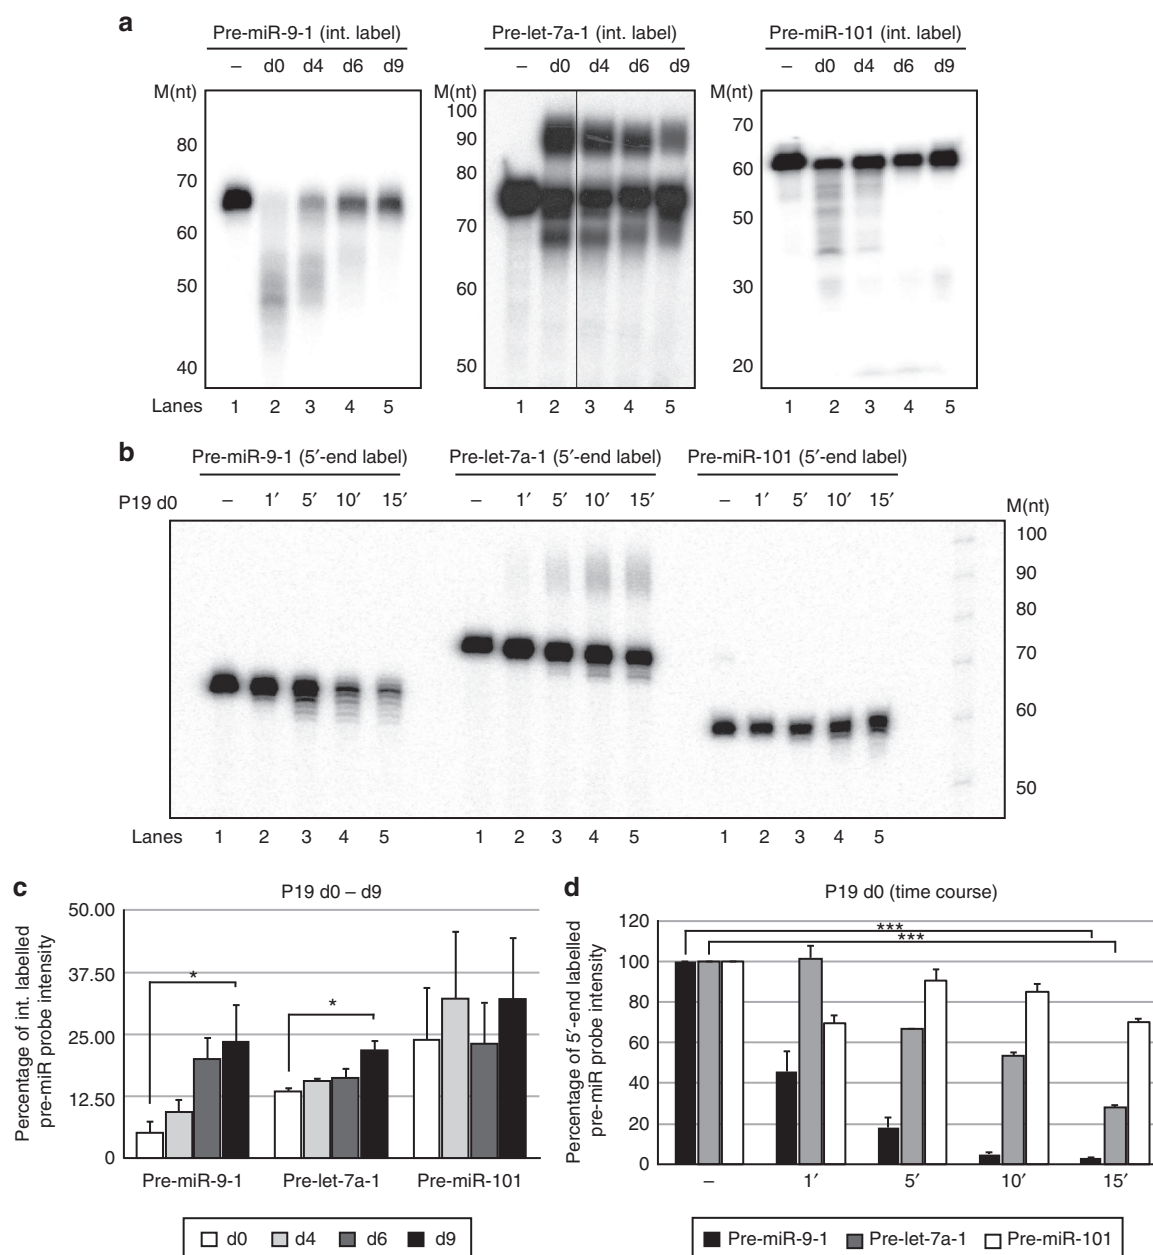 a
Pre-miR-9-1 (int. label)
– d0 d4 d6 d9
M(nt)
80
70
60
50
40
Lanes 1 2 3 4 5
Pre-let-7a-1 (int. label)
– d0 d4 d6 d9
M(nt)
100
90
80
70
60
50
1 2 3 4 5
Pre-miR-101 (int. label)
– d0 d4 d6 d9
M(nt)
70
60
50
30
20
1 2 3 4 5
b
Pre-miR-9-1 (5′-end label) Pre-let-7a-1 (5′-end label) Pre-miR-101 (5′-end label)
P19 d0 – 1′ 5′ 10′ 15′ – 1′ 5′ 10′ 15′ – 1′ 5′ 10′ 15′
M(nt)
100
90
80
70
60
50
Lanes 1 2 3 4 5 1 2 3 4 5 1 2 3 4 5
c
P19 d0 – d9
Percentage of int. labelled
pre-miR probe intensity
50.00
37.50
25.00
12.50
0
*
*
Pre-miR-9-1 Pre-let-7a-1 Pre-miR-101
d0 d4 d6 d9
d
P19 d0 (time course)
Percentage of 5′-end labelled
pre-miR probe intensity
120
100
80
60
40
20
0
***
***
– 1′ 5′ 10′ 15′
Pre-miR-9-1 Pre-let-7a-1 Pre-miR-101